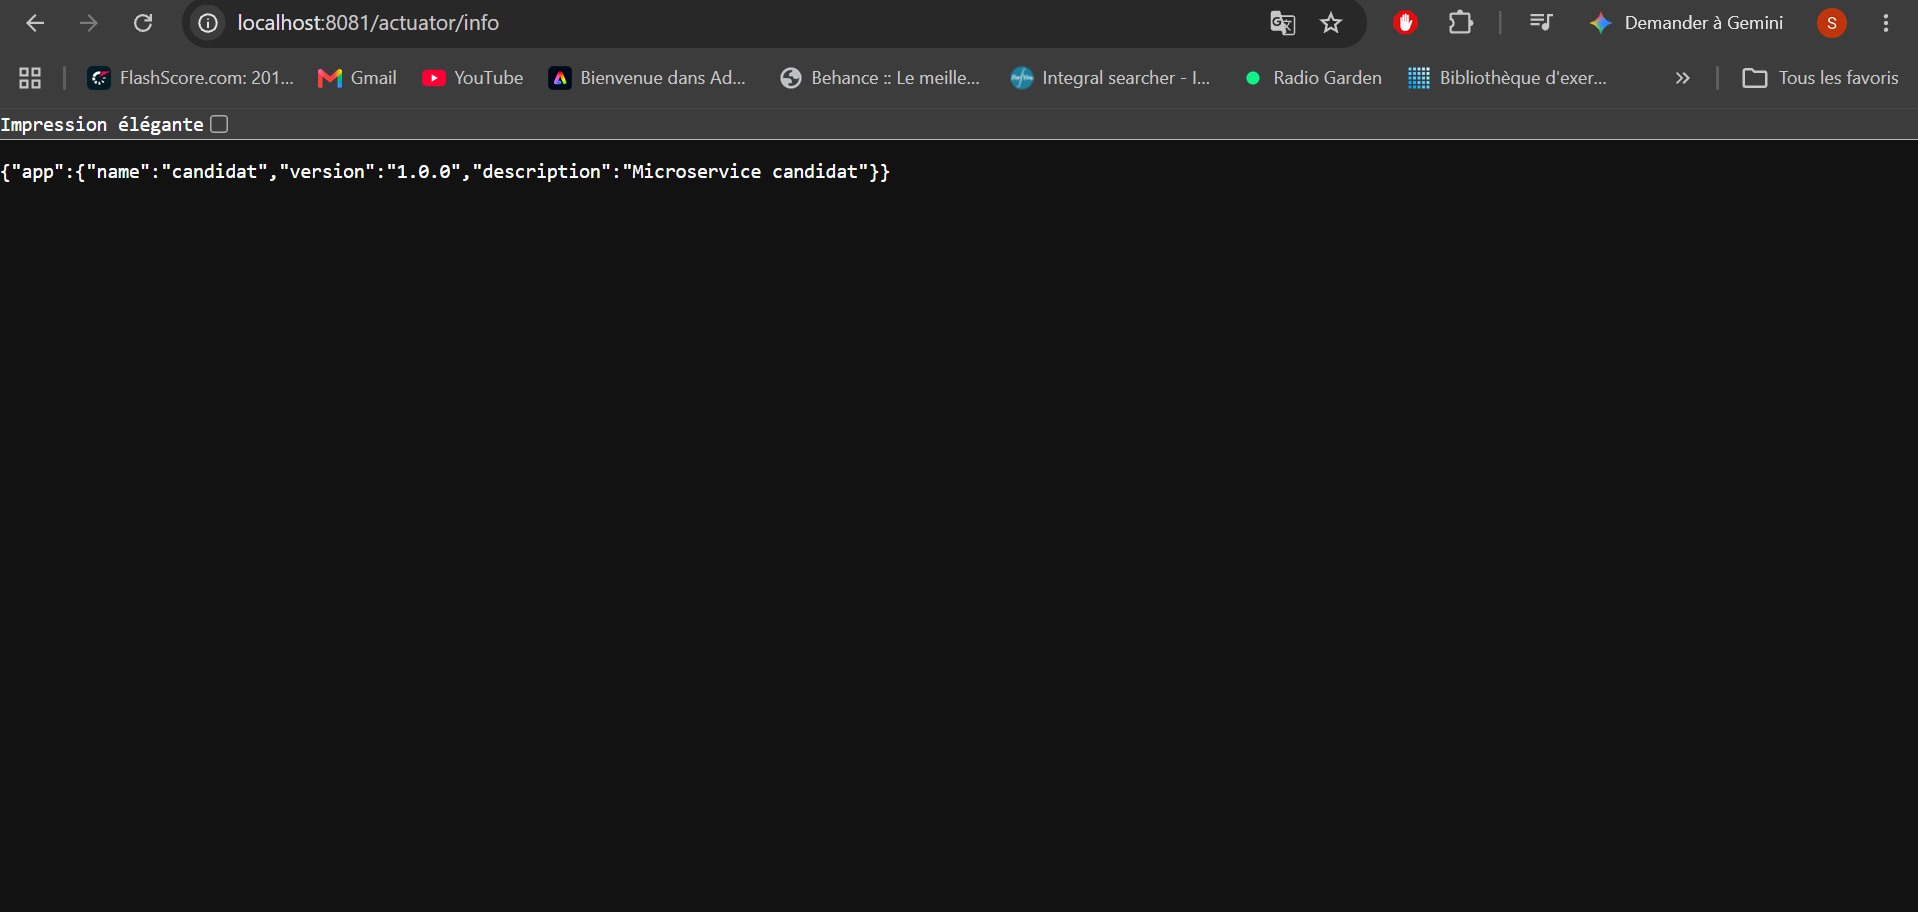 localhost:8081/actuator/info
Demander à Gemini
S
FlashScore.com: 201...
Gmail
YouTube
Bienvenue dans Ad...
Behance :: Le meille...
Integral searcher - I...
Radio Garden
Bibliothèque d'exer...
Tous les favoris
Impression élégante
{"app":{"name":"candidat","version":"1.0.0","description":"Microservice candidat"}}